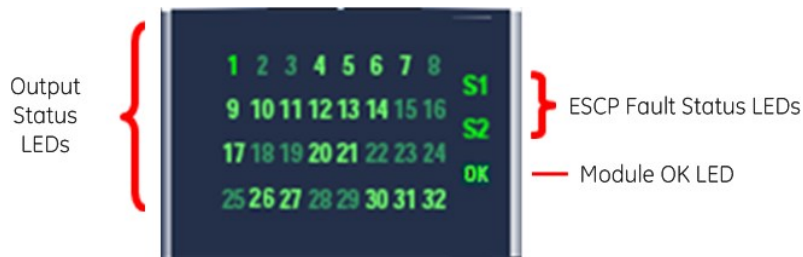 Output
Status
LEDs
1 2 3 4 5 6 7 8
9 10 11 12 13 14 15 16
17 18 19 20 21 22 23 24
25 26 27 28 29 30 31 32
S1
S2
OK
ESCP Fault Status LEDs
Module OK LED